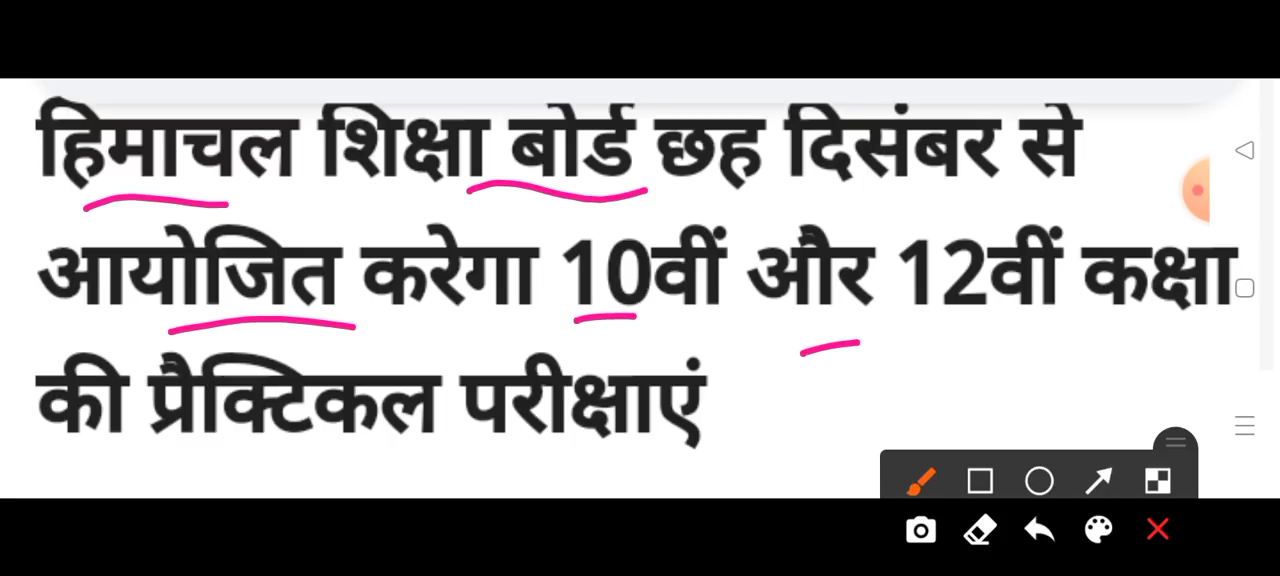 हिमाचल शिक्षा बोर्ड छह दिसंबर से
आयोजित करेगा 10वीं और 12वीं कक्षा
की प्रैक्टिकल परीक्षाएं